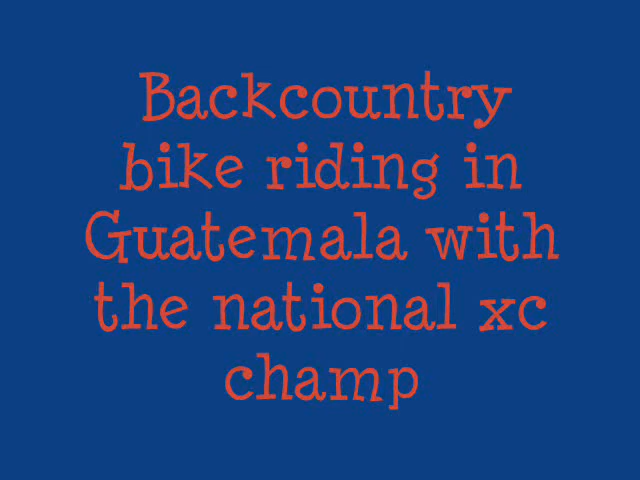 Backcountry
bike riding in
Guatemala with
the national xc
champ